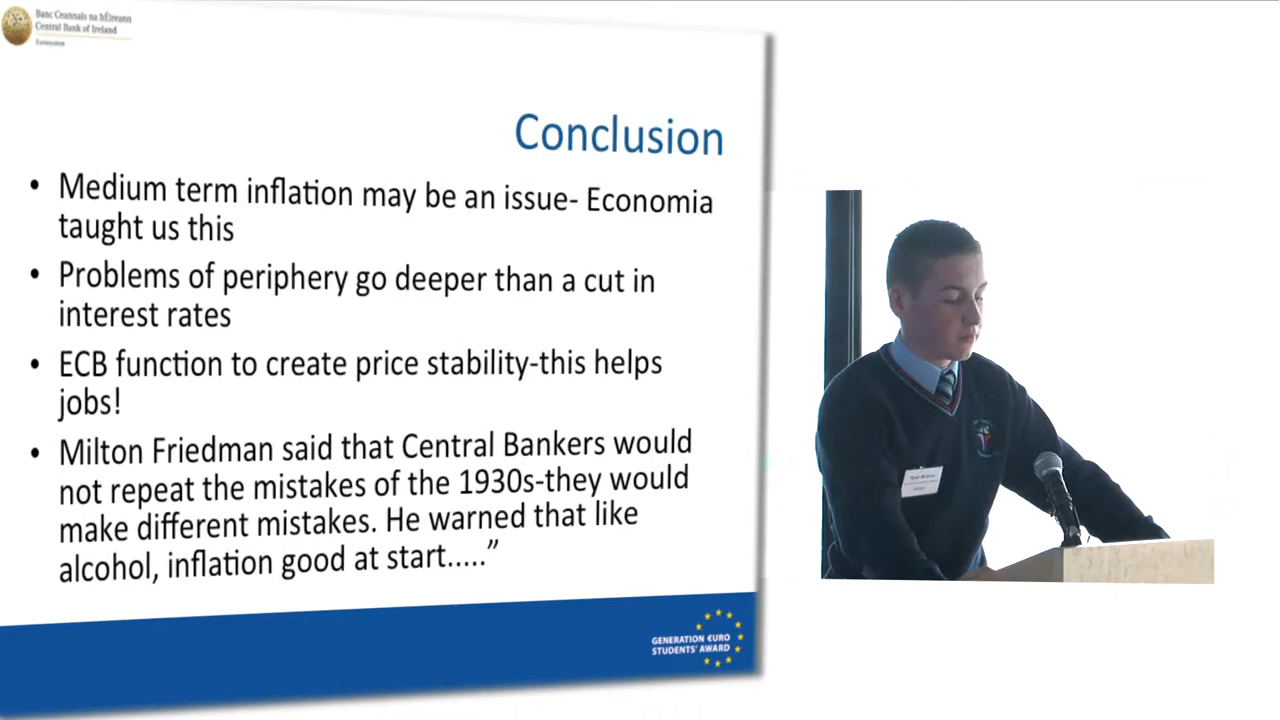 Banc Ceannais na hÉireann
Central Bank of Ireland
Eurosystem
Conclusion
• Medium term inflation may be an issue- Economia
taught us this
• Problems of periphery go deeper than a cut in
interest rates
• ECB function to create price stability-this helps
jobs!
• Milton Friedman said that Central Bankers would
not repeat the mistakes of the 1930s-they would
make different mistakes. He warned that like
alcohol, inflation good at start.....”
GENERATION €URO
STUDENTS’ AWARD